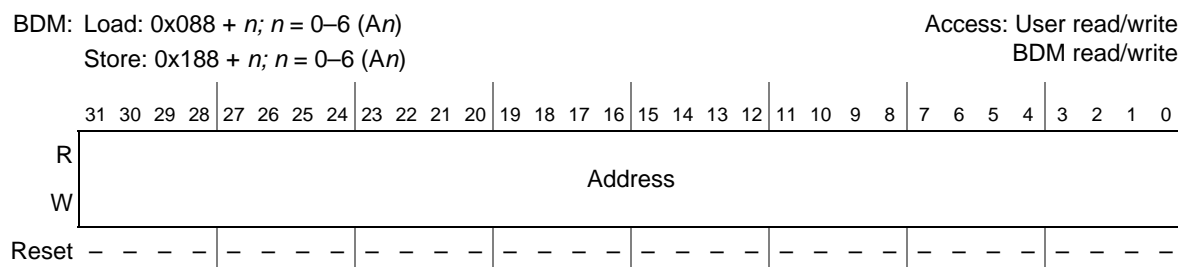 BDM: Load: 0x088 + n; n = 0–6 (An) Access: User read/write
Store: 0x188 + n; n = 0–6 (An) BDM read/write
31 30 29 28 27 26 25 24 23 22 21 20 19 18 17 16 15 14 13 12 11 10 9 8 7 6 5 4 3 2 1 0
R
Address
W
Reset – – – – – – – – – – – – – – – – – – – – – – – – – – – – – – – –